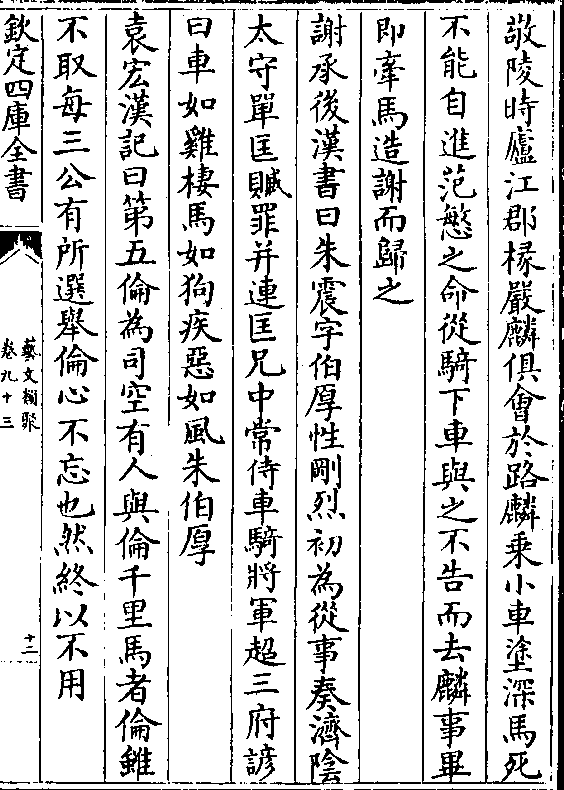 敬陵時廬江郡椽嚴麟俱會於路麟乗小車塗深馬死
不能自進范愍之命從騎下車與之不告而去麟事畢
即牽馬造謝而歸之
謝承後漢書曰朱震字伯厚性剛烈初為從事奏濟隂
太守單匡贓罪并連匡兄中常侍車騎將軍超三府諺
曰車如雞棲馬如狗疾惡如風朱伯厚
袁宏漢記曰第五倫為司空有人與倫千里馬者倫雖
不取每三公有所選舉倫心不忘也然終以不用
欽定四庫全書
藝文類聚
卷九十三
十二